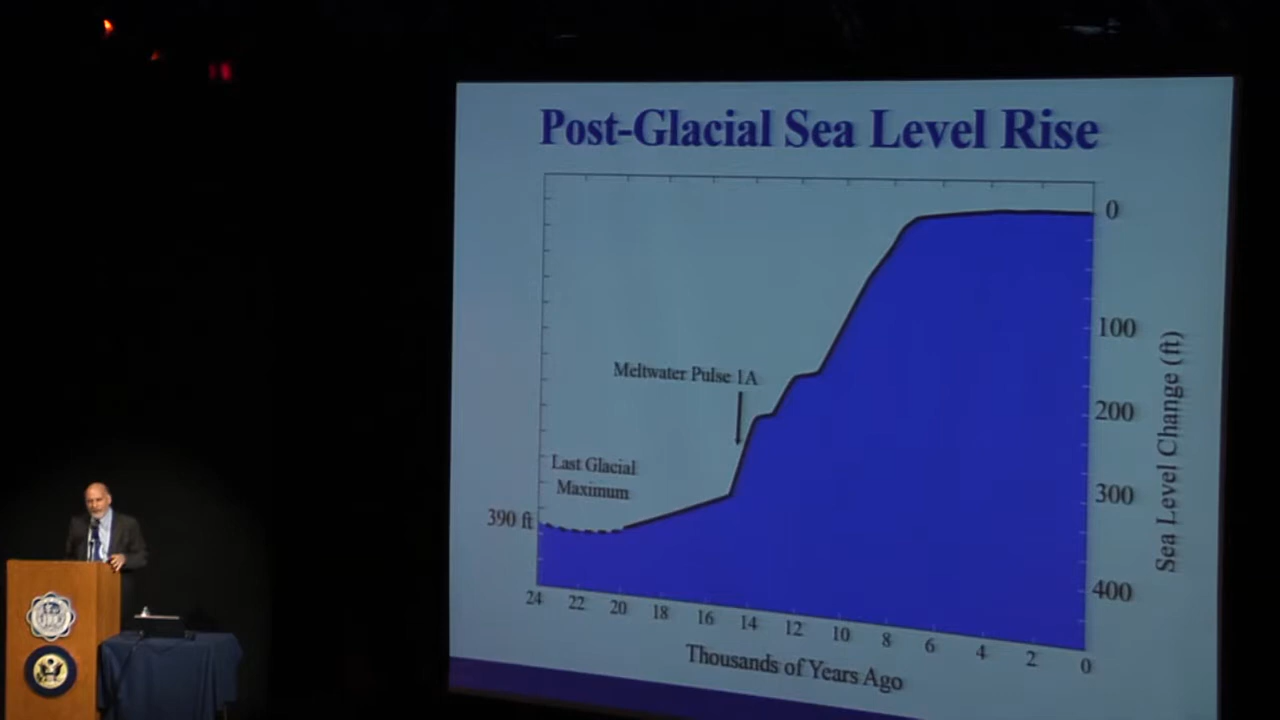 Post-Glacial Sea Level Rise
0
100
Meltwater Pulse 1A
200
Last Glacial
Maximum
300
390 ft
400
Sea Level Change (ft)
24 22 20 18 16 14 12 10 8 6 4 2 0
Thousands of Years Ago